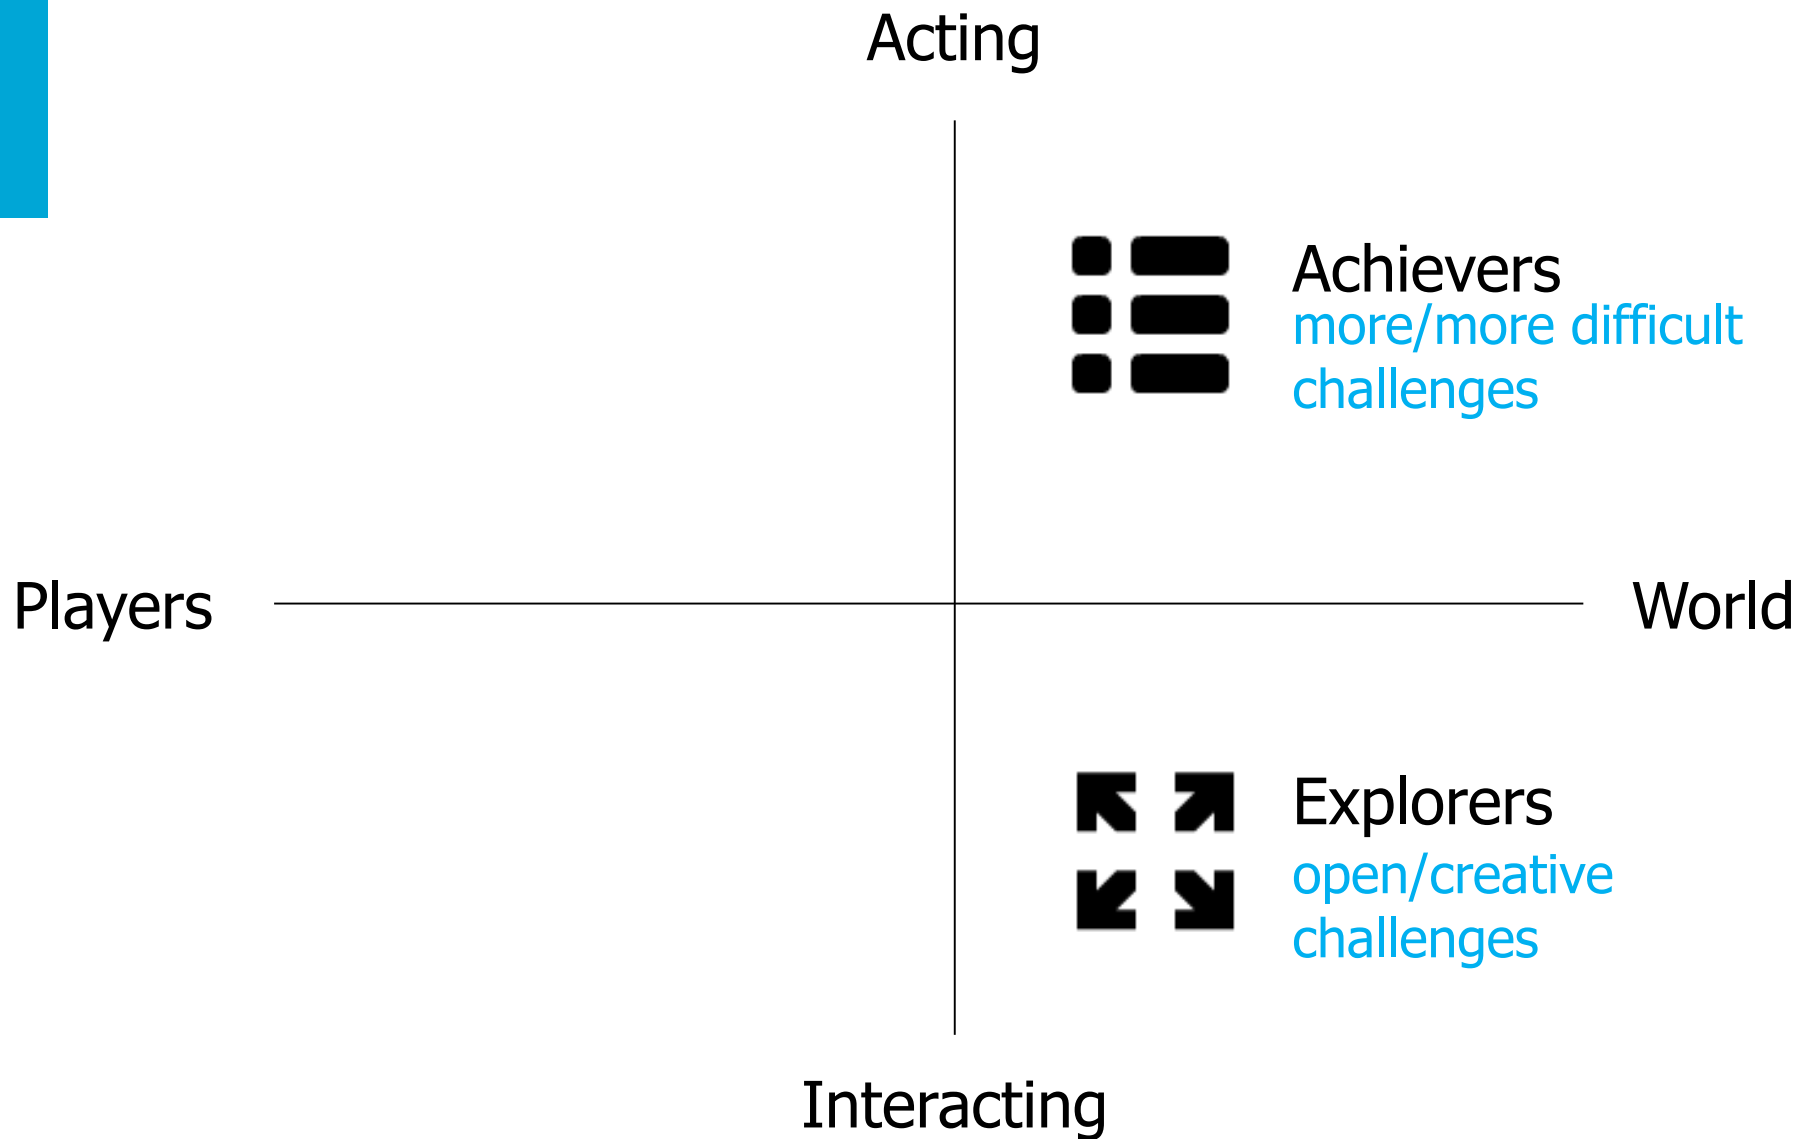 Acting
Achievers
more/more difficult
challenges
Players
World
Explorers
open/creative
challenges
Interacting